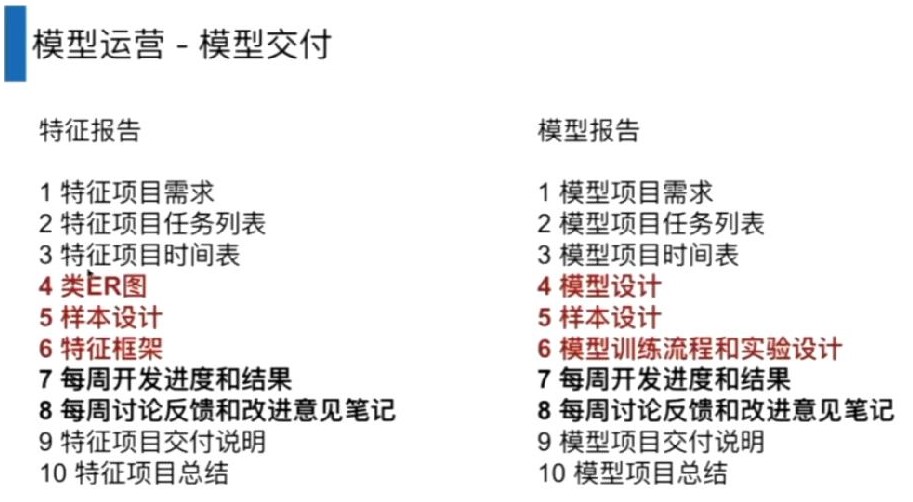 模型运营 - 模型交付
特征报告
1 特征项目需求
2 特征项目任务列表
3 特征项目时间表
4 类ER图
5 样本设计
6 特征框架
7 每周开发进度和结果
8 每周讨论反馈和改进意见笔记
9 特征项目交付说明
10 特征项目总结
模型报告
1 模型项目需求
2 模型项目任务列表
3 模型项目时间表
4 模型设计
5 样本设计
6 模型训练流程和实验设计
7 每周开发进度和结果
8 每周讨论反馈和改进意见笔记
9 模型项目交付说明
10 模型项目总结